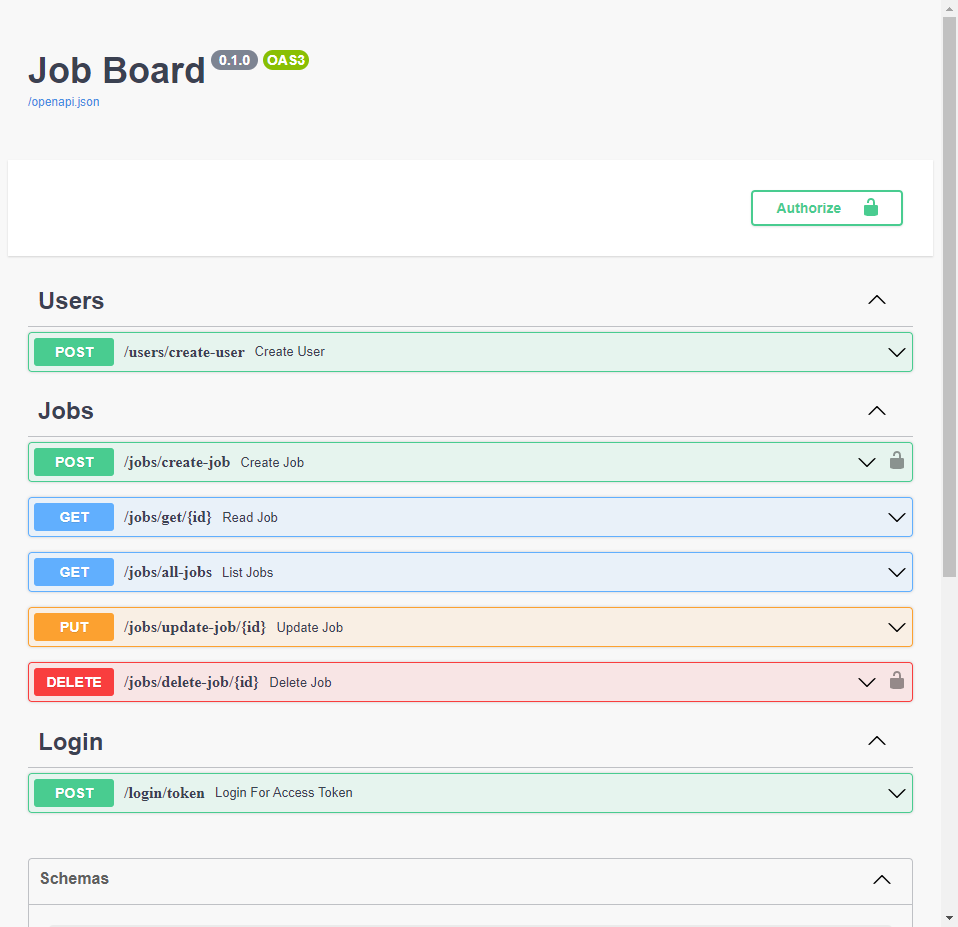 Job Board 0.1.0 OAS3
/openapi.json
Authorize
Users
POST /users/create-user Create User
Jobs
POST /jobs/create-job Create Job
GET /jobs/get/{id} Read Job
GET /jobs/all-jobs List Jobs
PUT /jobs/update-job/{id} Update Job
DELETE /jobs/delete-job/{id} Delete Job
Login
POST /login/token Login For Access Token
Schemas